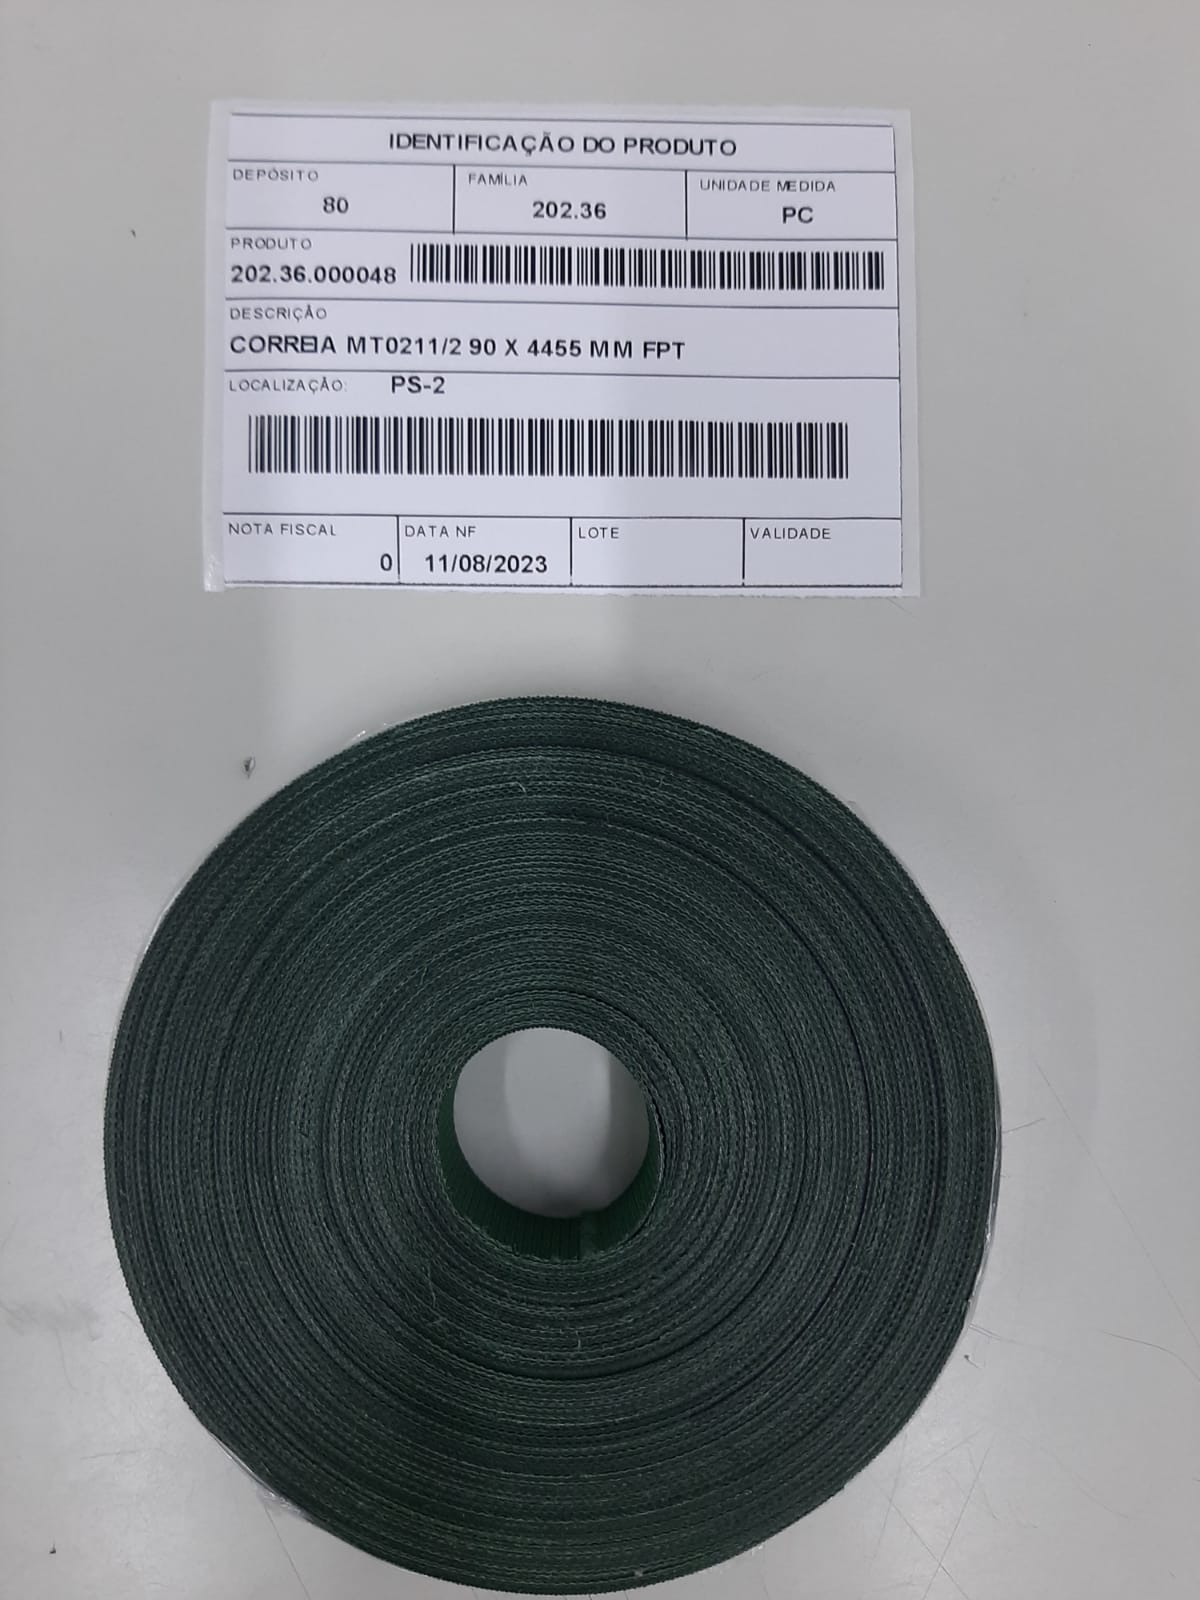 IDENTIFICAÇÃO DO PRODUTO
DEPÓSITO FAMÍLIA UNIDADE MEDIDA
80 202.36 PC
PRODUTO
202.36.000048
DESCRIÇÃO
CORREIA MT0211/2 90 X 4455 MM FPT
LOCALIZAÇÃO: PS-2
NOTA FISCAL DATA NF LOTE VALIDADE
0 11/08/2023